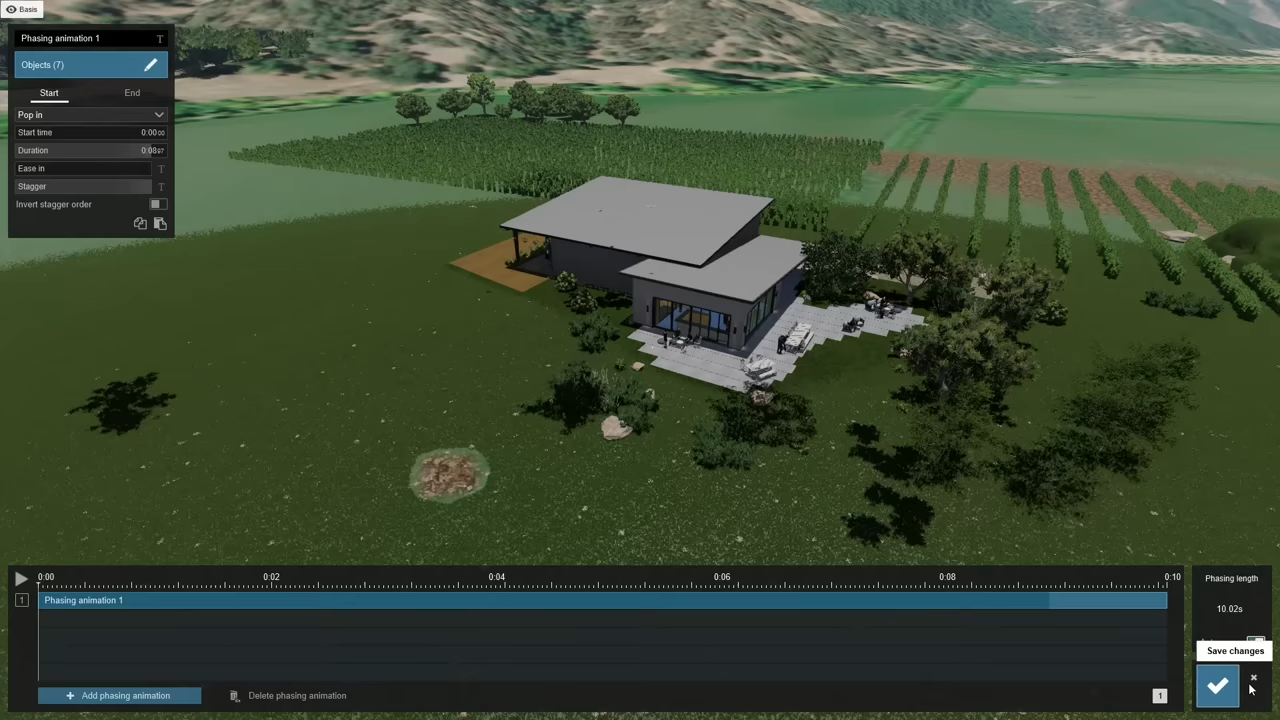 Basis
Phasing animation 1
Objects (7)
Start End
Pop in
Start time 0:00
Duration
Ease in
Stagger
Invert stagger order
0:00 0:02 0:04 0:06 0:08 0:10
1 Phasing animation 1
Add phasing animation Delete phasing animation 1
Phasing length
10.02s
Save changes